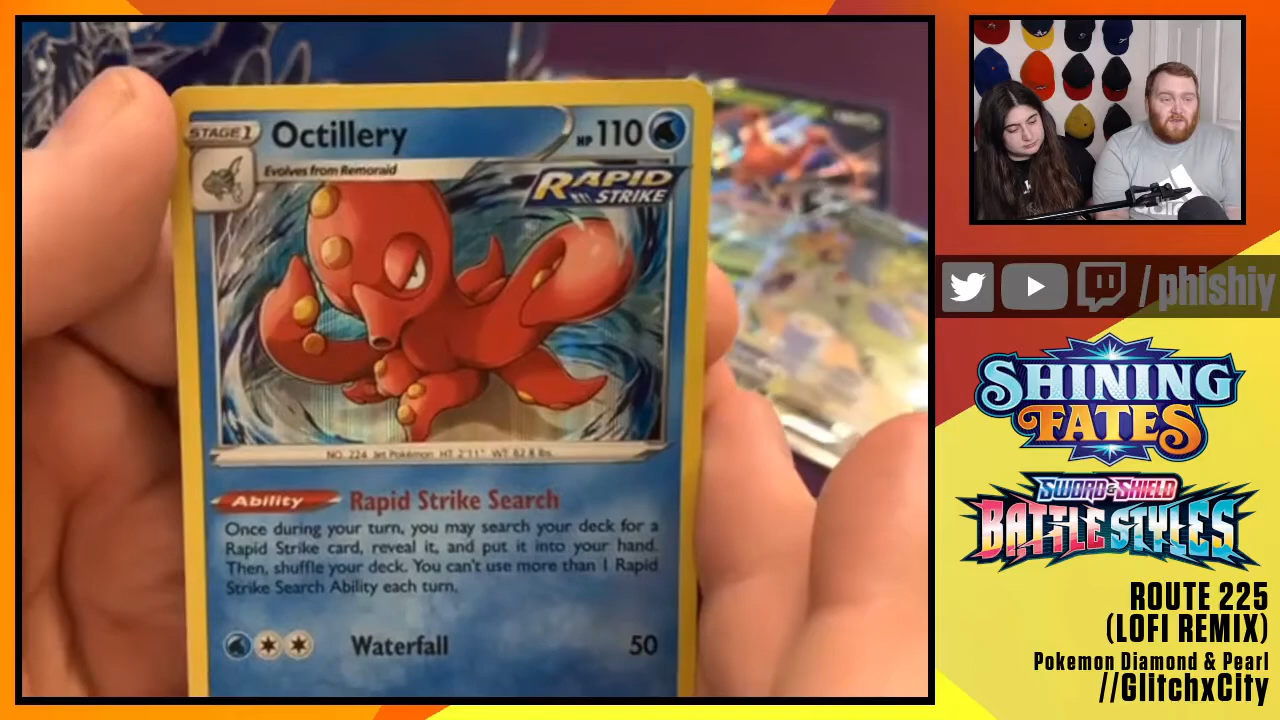 STAGE 1 Octillery HP 110
Evolves from Remoraid
RAPID
STRIKE
NO. 224 Jet Pokémon HT: 2'11" WT: 62.8 lbs.
Ability Rapid Strike Search
Once during your turn, you may search your deck for a
Rapid Strike card, reveal it, and put it into your hand.
Then, shuffle your deck. You can't use more than 1 Rapid
Strike Search Ability each turn.
Waterfall 50
adidas
/phishiy
SHINING
FATES
SWORD & SHIELD
BATTLE STYLES
ROUTE 225
(LOFI REMIX)
Pokemon Diamond & Pearl
//GlitchxCity